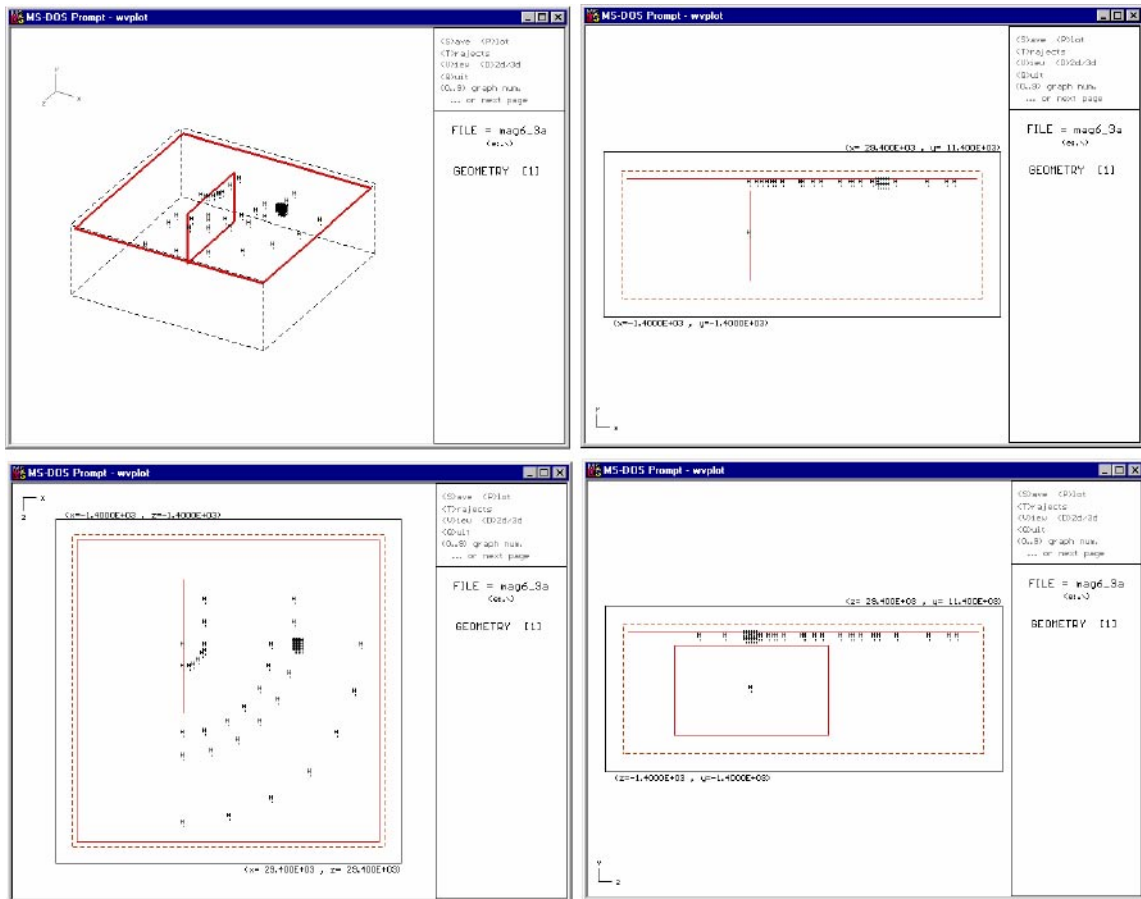 MS-DOS Prompt - wvplot
Y
X
Z
(S)ave (P)lot
(T)rajects
(V)iew (D)2d/3d
(Q)uit
(0..9) graph num.
... or next page
FILE = mag6_3a
GEOMETRY [1]
MS-DOS Prompt - wvplot
(x= 29.400E+03 , y= 11.400E+03)
(x=-1.4000E+03 , y=-1.4000E+03)
Y
X
(S)ave (P)lot
(T)rajects
(V)iew (D)2d/3d
(Q)uit
(0..9) graph num.
... or next page
FILE = mag6_3a
GEOMETRY [1]
MS-DOS Prompt - wvplot
X
Z
(x=-1.4000E+03 , z=-1.4000E+03)
(x= 29.400E+03 , z= 29.400E+03)
(S)ave (P)lot
(T)rajects
(V)iew (D)2d/3d
(Q)uit
(0..9) graph num.
... or next page
FILE = mag6_3a
GEOMETRY [1]
MS-DOS Prompt - wvplot
(z= 29.400E+03 , y= 11.400E+03)
(z=-1.4000E+03 , y=-1.4000E+03)
Y
Z
(S)ave (P)lot
(T)rajects
(V)iew (D)2d/3d
(Q)uit
(0..9) graph num.
... or next page
FILE = mag6_3a
GEOMETRY [1]